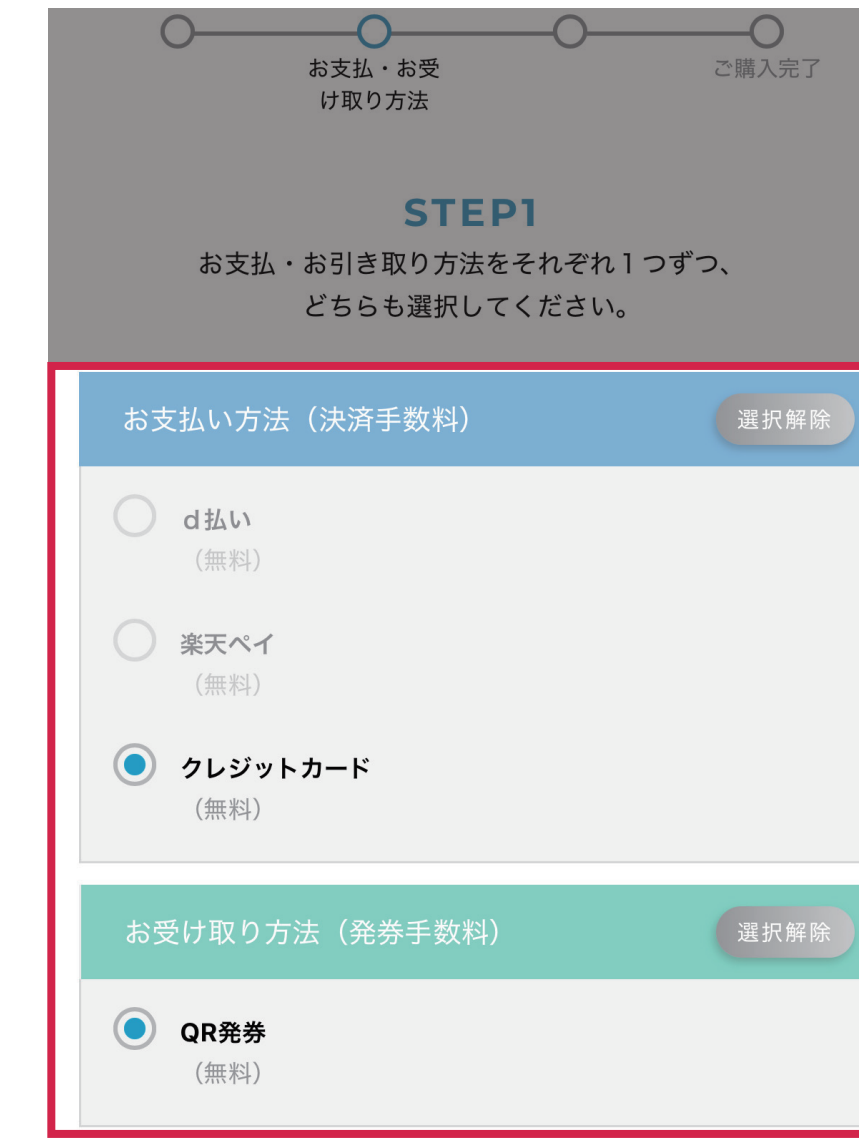 お支払・お受
け取り方法
ご購入完了
STEP1
お支払・お引き取り方法をそれぞれ１つずつ、
どちらも選択してください。
お支払い方法（決済手数料）
選択解除
ｄ払い
（無料）
楽天ペイ
（無料）
クレジットカード
（無料）
お受け取り方法（発券手数料）
選択解除
QR発券
（無料）